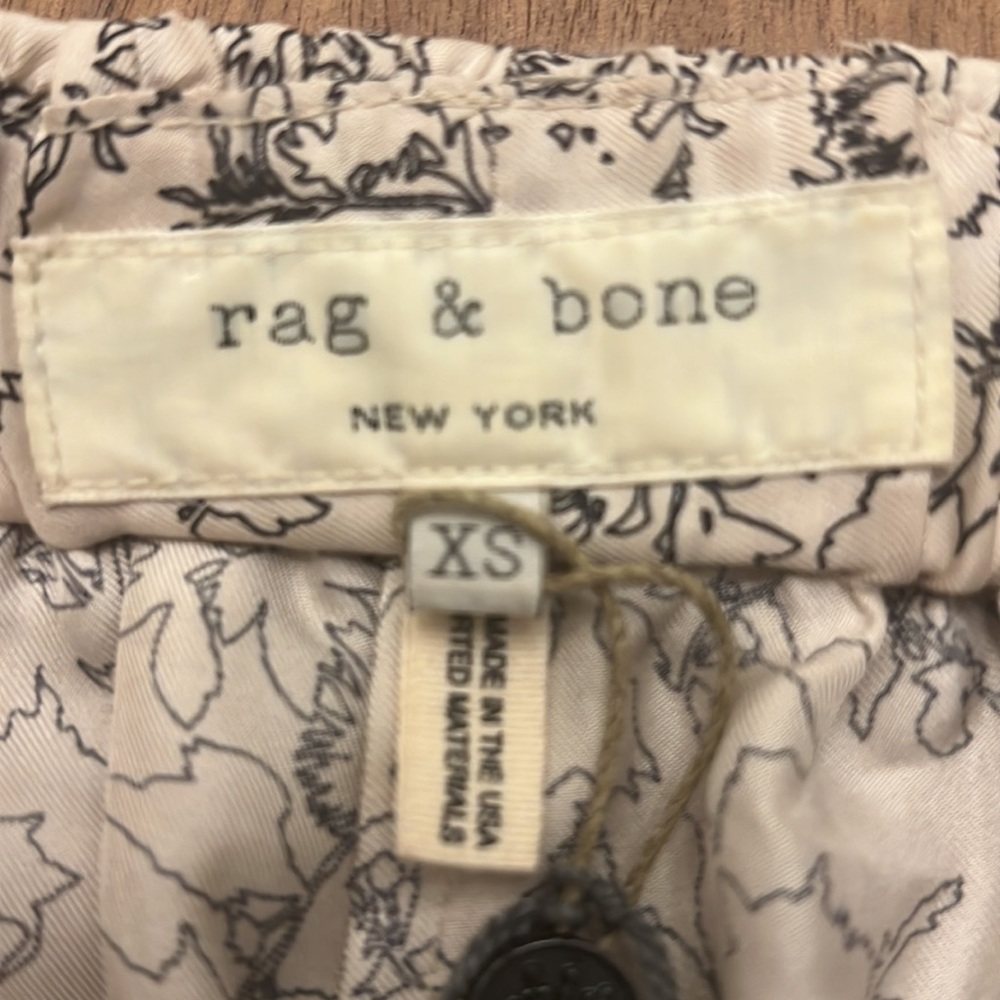 rag & bone
NEW YORK
XS
MADE IN THE USA
RTED MATERIALS